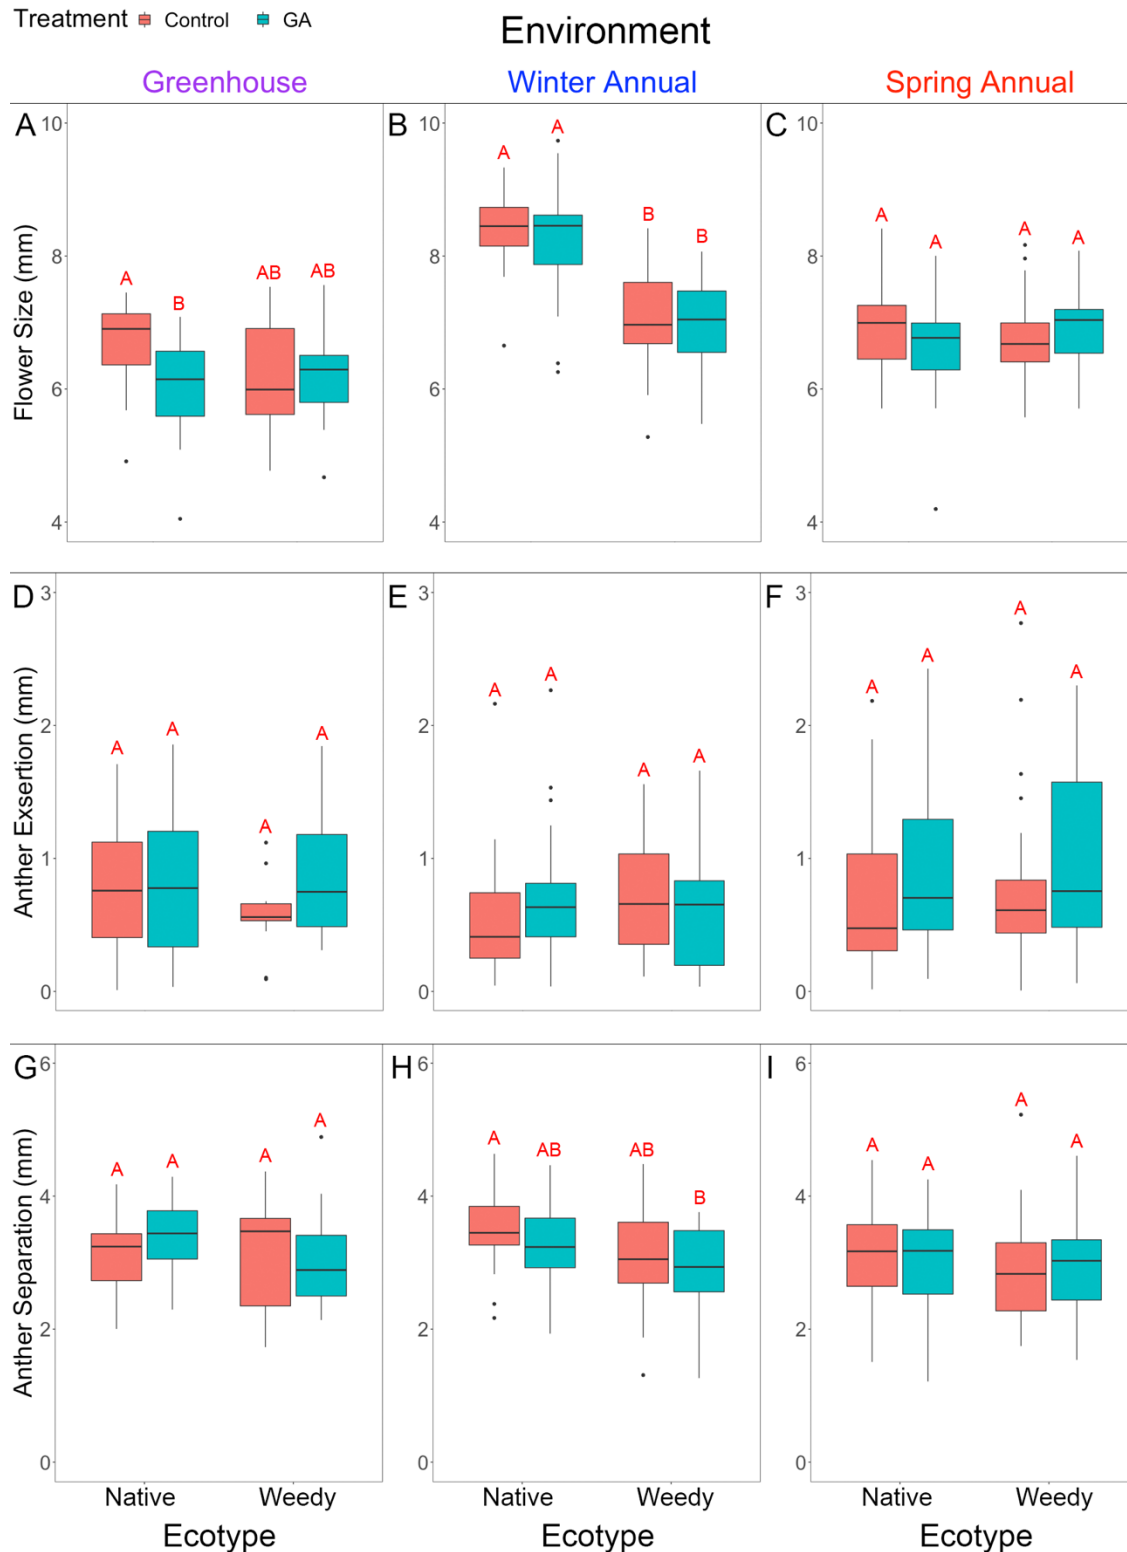 Treatment Control GA
Environment
Greenhouse Winter Annual Spring Annual
A B C
Flower Size (mm)
10 8 6 4
A B AB AB
10 8 6 4
A A B B
10 8 6 4
A A A A
D E F
Anther Exsertion (mm)
3 2 1 0
A A A A
3 2 1 0
A A A A
3 2 1 0
A A A A
G H I
Anther Separation (mm)
6 4 2 0
A A A A
6 4 2 0
A AB AB B
6 4 2 0
A A A A
Native Weedy Native Weedy Native Weedy
Ecotype Ecotype Ecotype